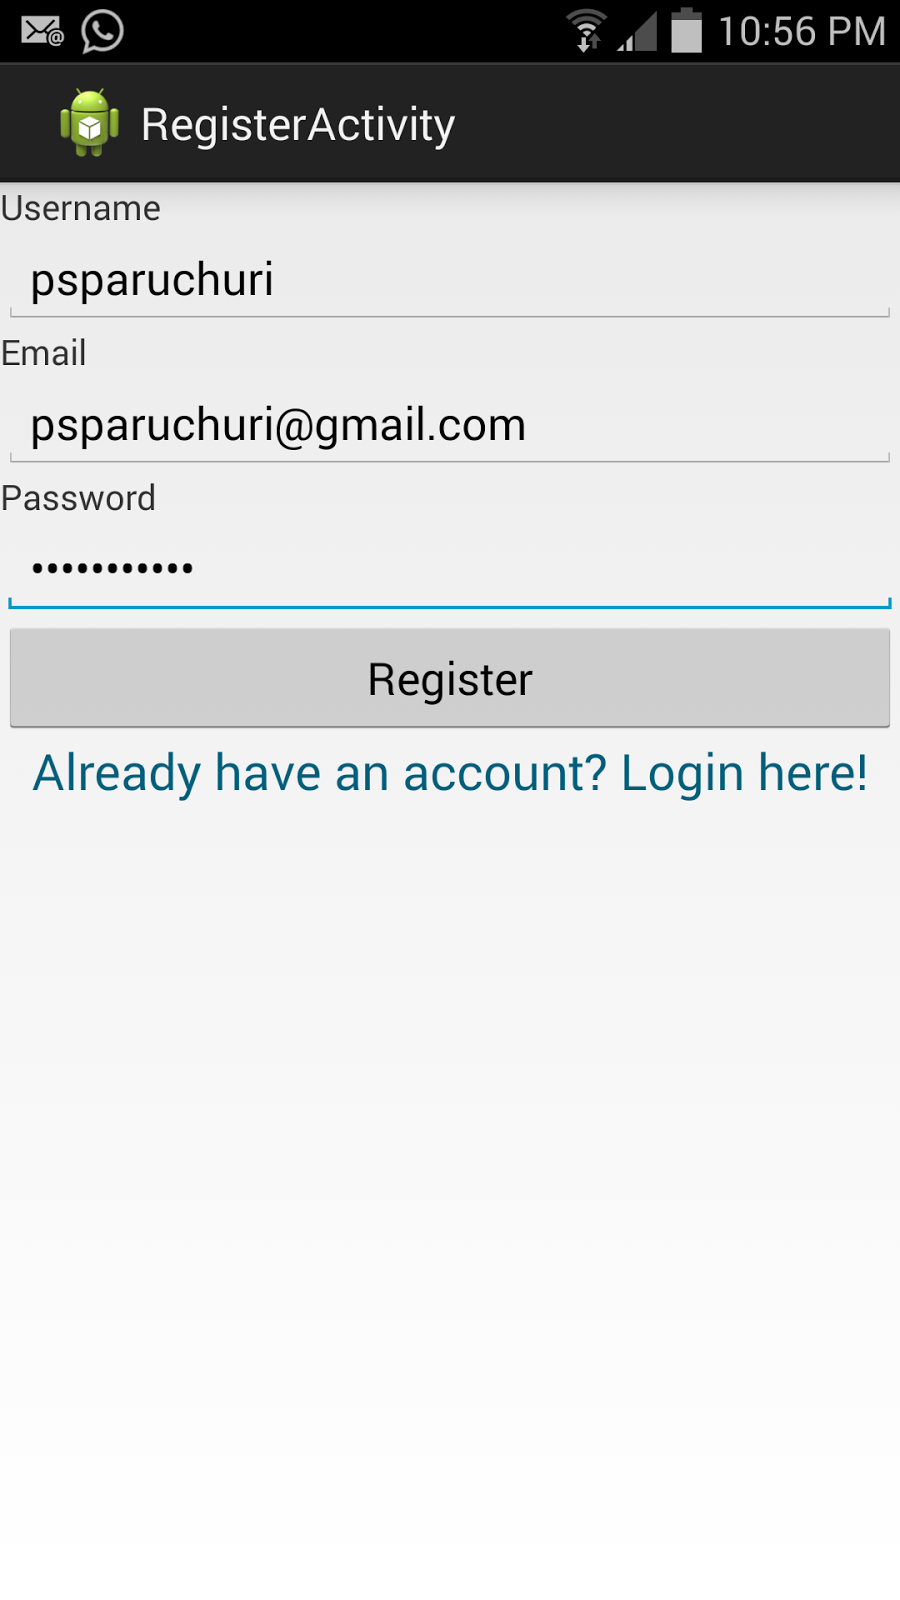 10:56 PM
RegisterActivity
Username
psparuchuri
Email
psparuchuri@gmail.com
Password
•••••••••••
Register
Already have an account? Login here!